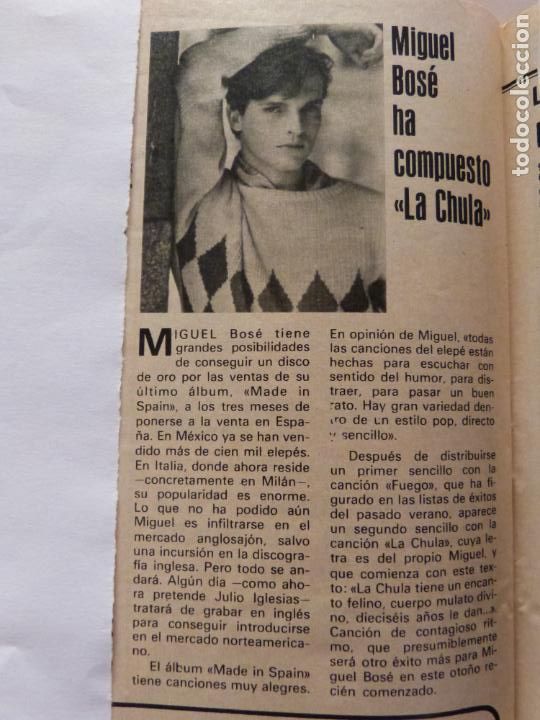 Miguel
Bosé
ha
compuesto
«La Chula»
MIGUEL Bosé tiene
grandes posibilidades
de conseguir un disco
de oro por las ventas de su
último álbum, «Made in
Spain», a los tres meses de
ponerse a la venta en Espa-
ña. En México ya se han ven-
dido más de cien mil elepés.
En Italia, donde ahora reside
—concretamente en Milán—,
su popularidad es enorme.
Lo que no ha podido aún
Miguel es infiltrarse en el
mercado anglosajón, salvo
una incursión en la discogra-
fía inglesa. Pero todo se an-
dará. Algún día —como aho-
ra pretende Julio Iglesias—
tratará de grabar en inglés
para conseguir introducirse
en el mercado norteameric-
no.
El álbum «Made in Spain»
tiene canciones muy alegres.
En opinión de Miguel, «todas
las canciones del elepé están
hechas para escuchar con
sentido del humor, para dis-
traer, para pasar un buen
rato. Hay gran variedad den-
tro de un estilo pop, directo
y sencillo».
Después de distribuirse
un primer sencillo con la
canción «Fuego», que ha fi-
gurado en las listas de éxitos
del pasado verano, aparece
un segundo sencillo con la
canción «La Chula», cuya le-
tra es del propio Miguel, y
que comienza con este tex-
to: «La Chula tiene un encan-
to felino, cuerpo mulato divi-
no, dieciséis años le dan...».
Canción de contagioso rit-
mo, que presumiblemente
será otro éxito más para Mi-
guel Bosé en este otoño re-
cién comenzado.
todocoleccion.net